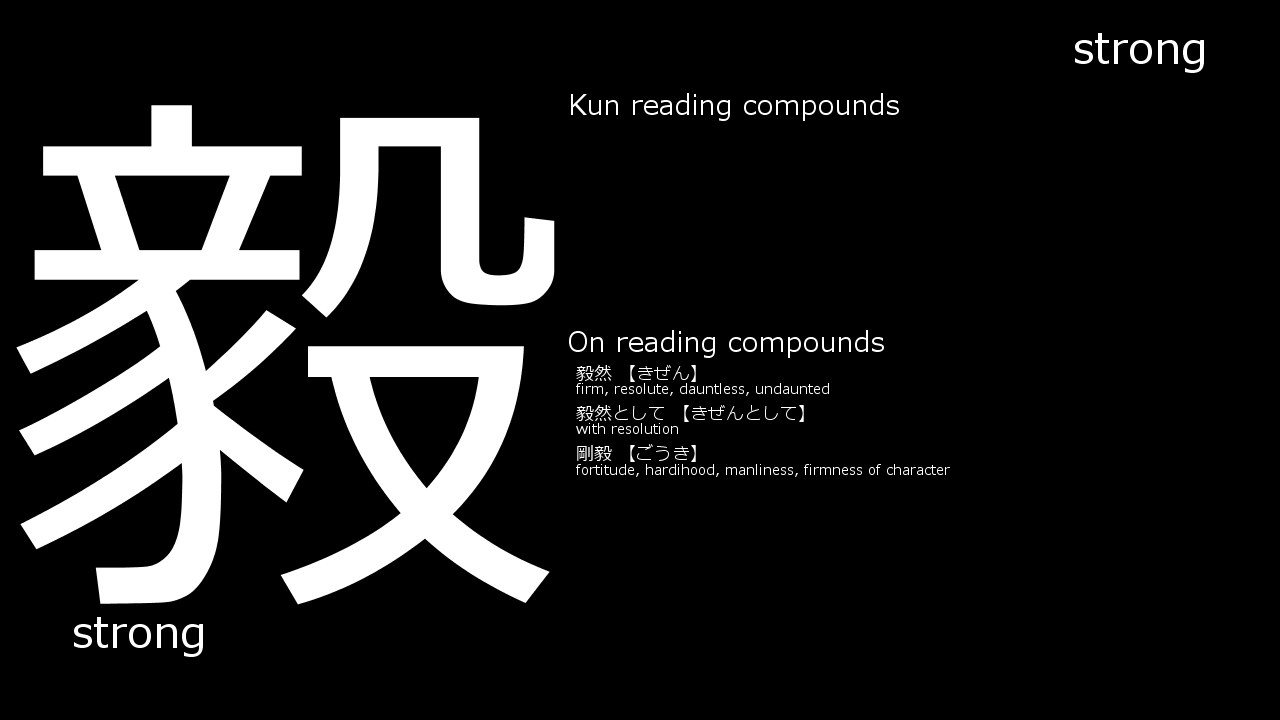 strong
毅
Kun reading compounds
On reading compounds
毅然 【きぜん】
firm, resolute, dauntless, undaunted
毅然として 【きぜんとして】
with resolution
剛毅 【ごうき】
fortitude, hardihood, manliness, firmness of character
strong